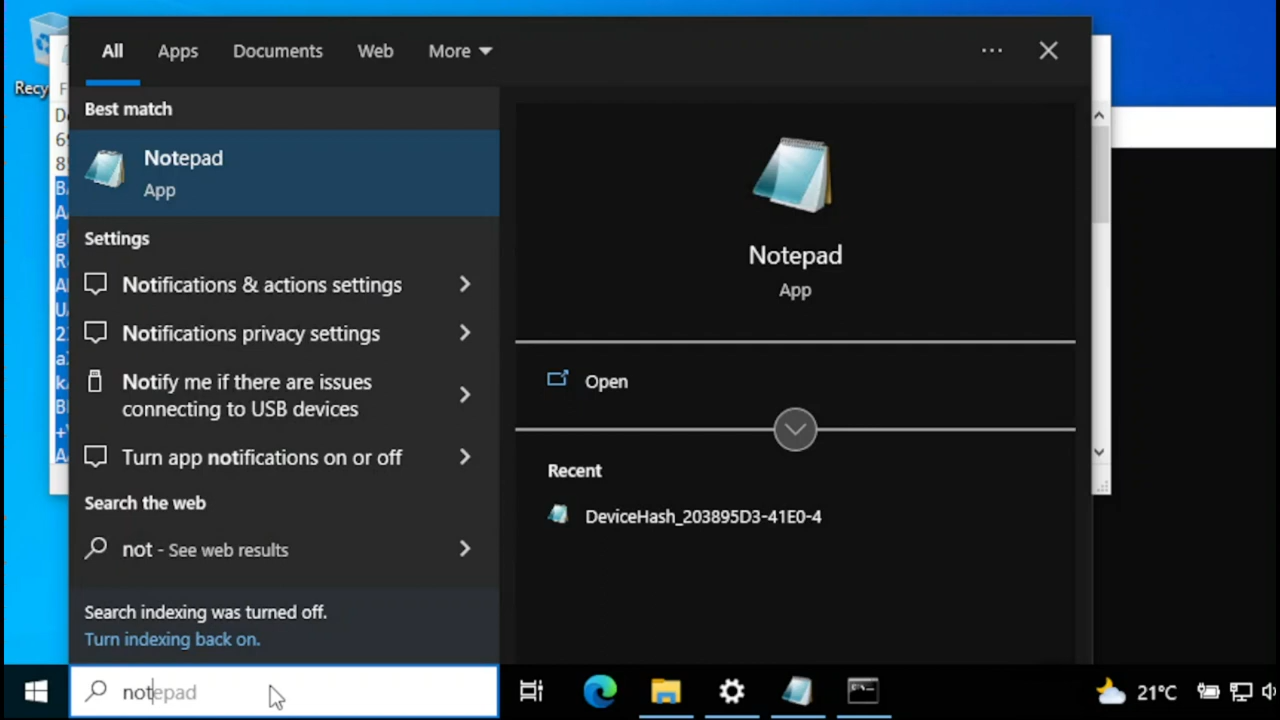 All Apps Documents Web More
Best match
Notepad
App
Settings
Notifications & actions settings
Notifications privacy settings
Notify me if there are issues
connecting to USB devices
Turn app notifications on or off
Search the web
not - See web results
Search indexing was turned off.
Turn indexing back on.
notepad
Notepad
App
Open
Recent
DeviceHash_203895D3-41E0-4
Recy
21°C